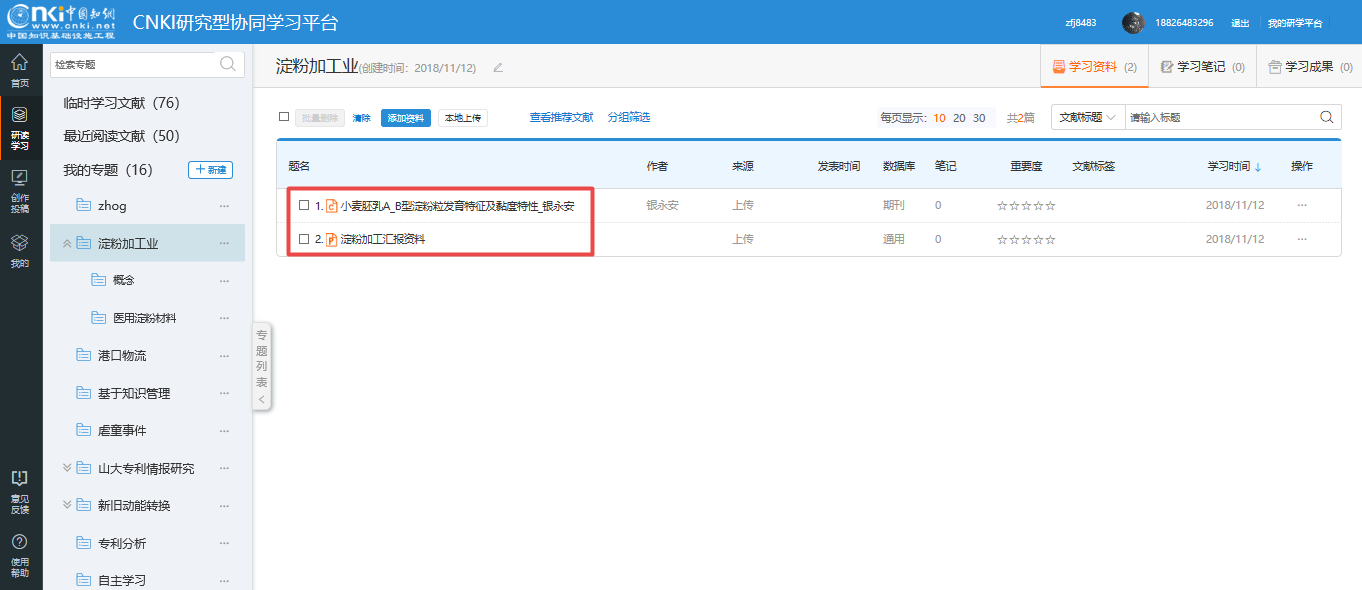 cnki 中国知网
www.cnki.net
中国知识基础设施工程
CNKI研究型协同学习平台
zfj8483
18826483296
退出
我的研学平台
首页
研读
学习
创作
投稿
我的
意见
反馈
使用
帮助
检索专题
临时学习文献（76）
最近阅读文献（50）
我的专题（16）
+ 新建
zhog
淀粉加工业
概念
医用淀粉材料
港口物流
基于知识管理
虐童事件
山大专利情报研究
新旧动能转换
专利分析
自主学习
专题列表
淀粉加工业(创建时间：2018/11/12)
学习资料 (2)
学习笔记 (0)
学习成果 (0)
批量删除
清除
添加资料
本地上传
查看推荐文献
分组筛选
每页显示: 10 20 30
共2篇
文献标题
请输入标题
题名 作者 来源 发表时间 数据库 笔记 重要度 文献标签 学习时间↓ 操作
1. 小麦胚乳A_B型淀粉粒发育特征及黏度特性_银永安 银永安 上传 期刊 0 ☆☆☆☆☆ 2018/11/12 ···
2. 淀粉加工汇报资料 上传 通用 0 ☆☆☆☆☆ 2018/11/12 ···